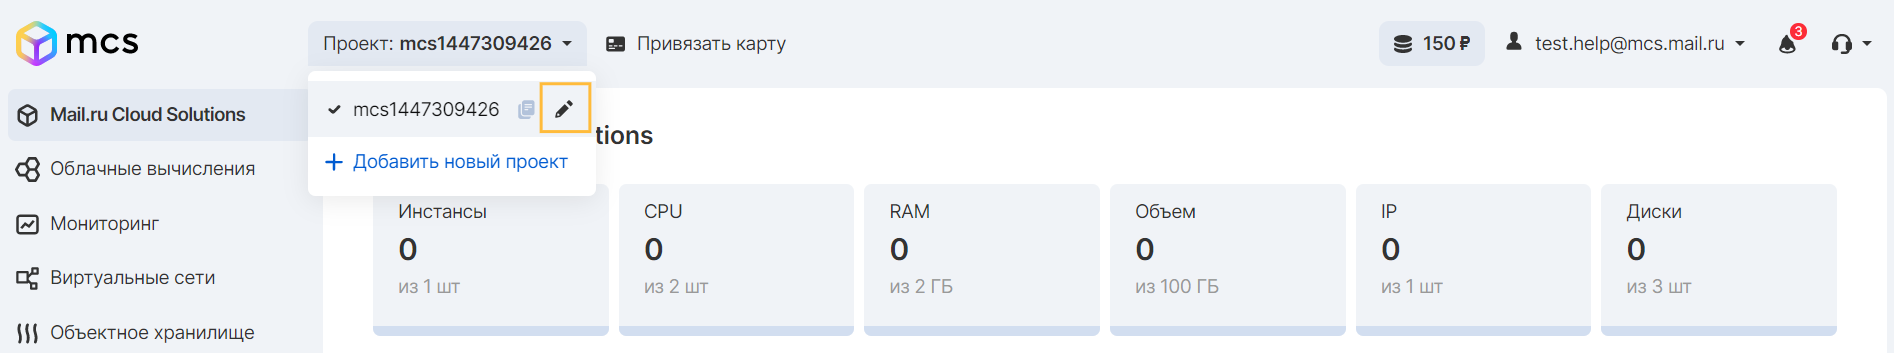 mcs
Проект: mcs1447309426
Привязать карту
150 ₽
test.help@mcs.mail.ru
3
mcs1447309426
Добавить новый проект
Mail.ru Cloud Solutions
Облачные вычисления
Мониторинг
Виртуальные сети
Объектное хранилище
tions
Инстансы
0
из 1 шт
CPU
0
из 2 шт
RAM
0
из 2 ГБ
Объем
0
из 100 ГБ
IP
0
из 1 шт
Диски
0
из 3 шт